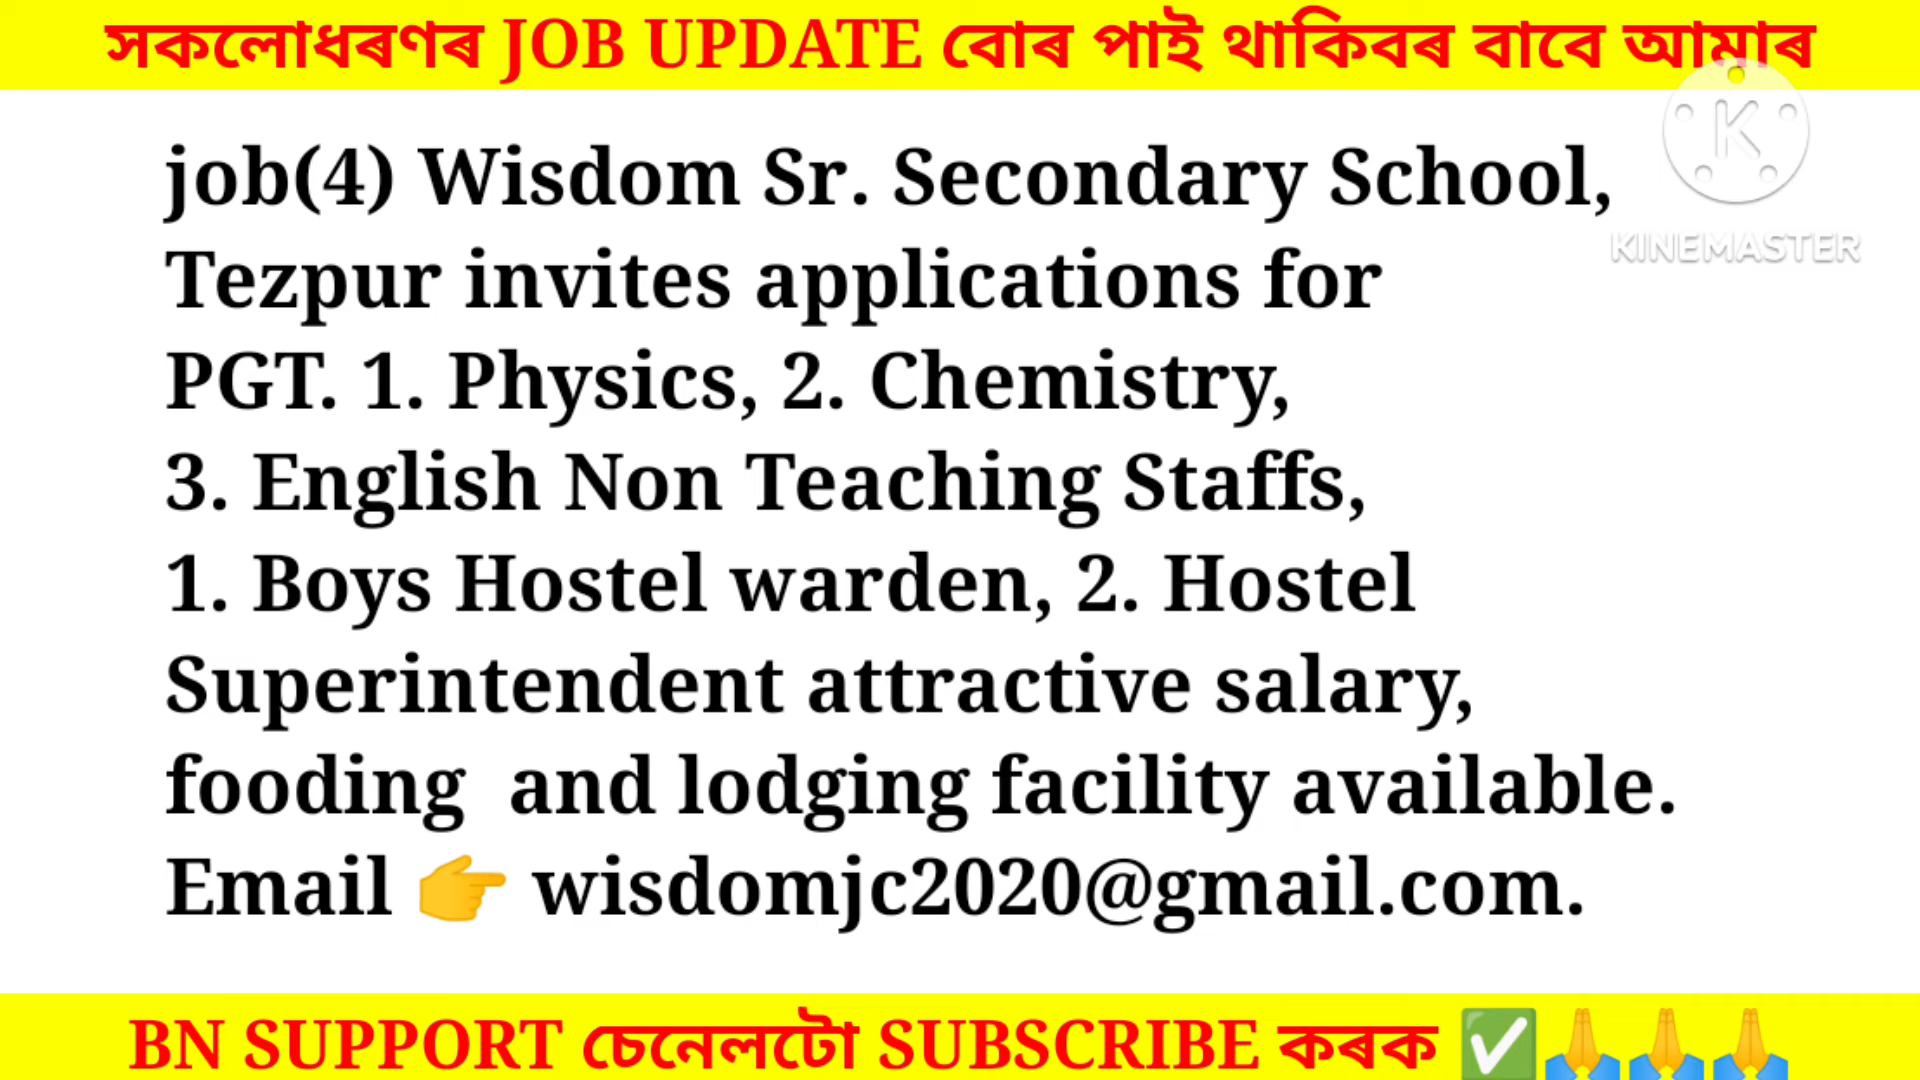 সকলোধৰণৰ JOB UPDATE বোৰ পাই থাকিবৰ বাবে আমাৰ
job(4) Wisdom Sr. Secondary School,
Tezpur invites applications for
PGT. 1. Physics, 2. Chemistry,
3. English Non Teaching Staffs,
1. Boys Hostel warden, 2. Hostel
Superintendent attractive salary,
fooding  and lodging facility available.
Email 👉 wisdomjc2020@gmail.com.
BN SUPPORT চেনেলটো SUBSCRIBE কৰক ✅🙏🙏🙏
K
KINEMASTER